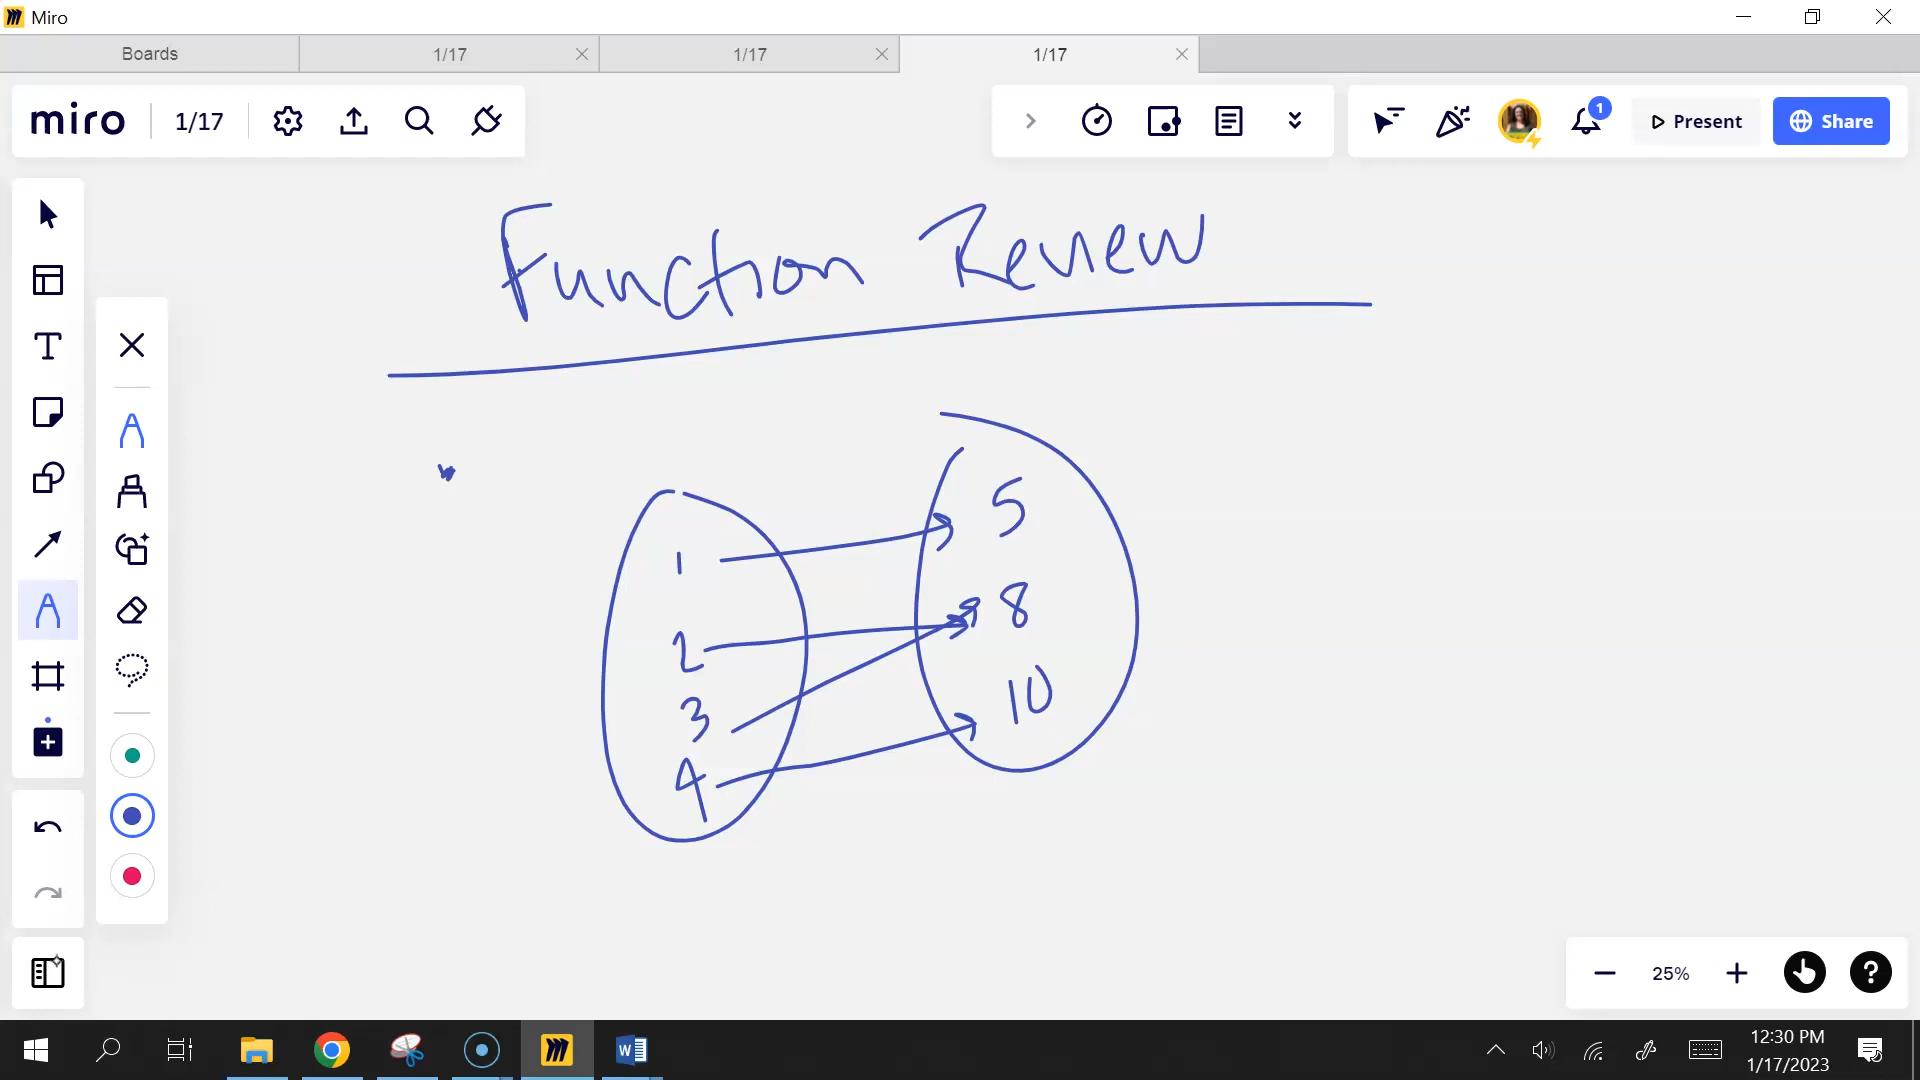 Miro
Boards 1/17 1/17 1/17
miro 1/17 1 Present Share
Function Review
1 5
2 8
3 10
4
25%
12:30 PM
1/17/2023